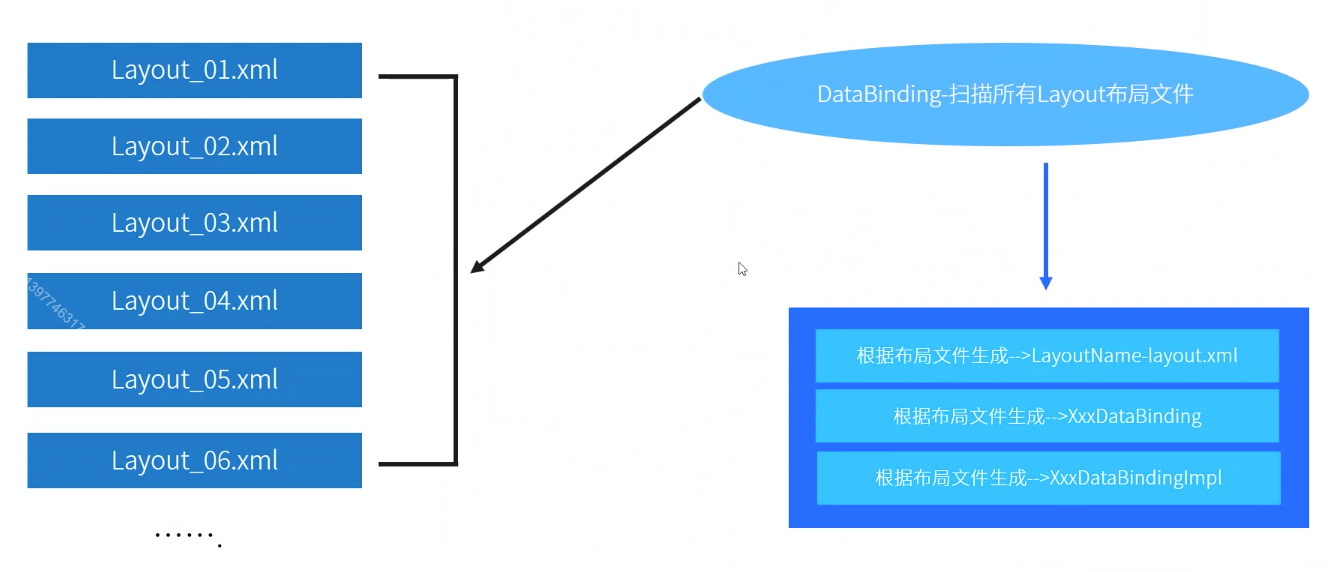 Layout_01.xml
Layout_02.xml
Layout_03.xml
Layout_04.xml
1397746317
Layout_05.xml
Layout_06.xml
.......
DataBinding-扫描所有Layout布局文件
根据布局文件生成-->LayoutName-layout.xml
根据布局文件生成-->XxxDataBinding
根据布局文件生成-->XxxDataBindingImpl